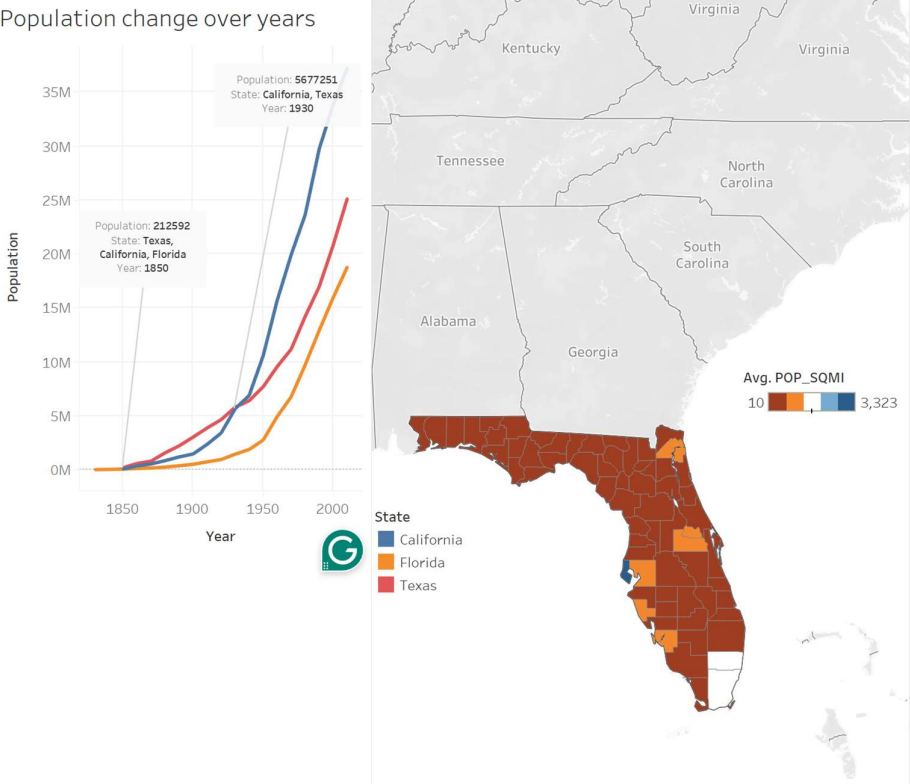 Population change over years
Population
35M
30M
25M
20M
15M
10M
5M
0M
Population: 5677251
State: California, Texas
Year: 1930
Population: 212592
State: Texas,
California, Florida
Year: 1850
1850
1900
1950
2000
Year
G
State
California
Florida
Texas
Virginia
Kentucky
Virginia
Tennessee
North
Carolina
South
Carolina
Alabama
Georgia
Avg. POP_SQMI
10
3,323